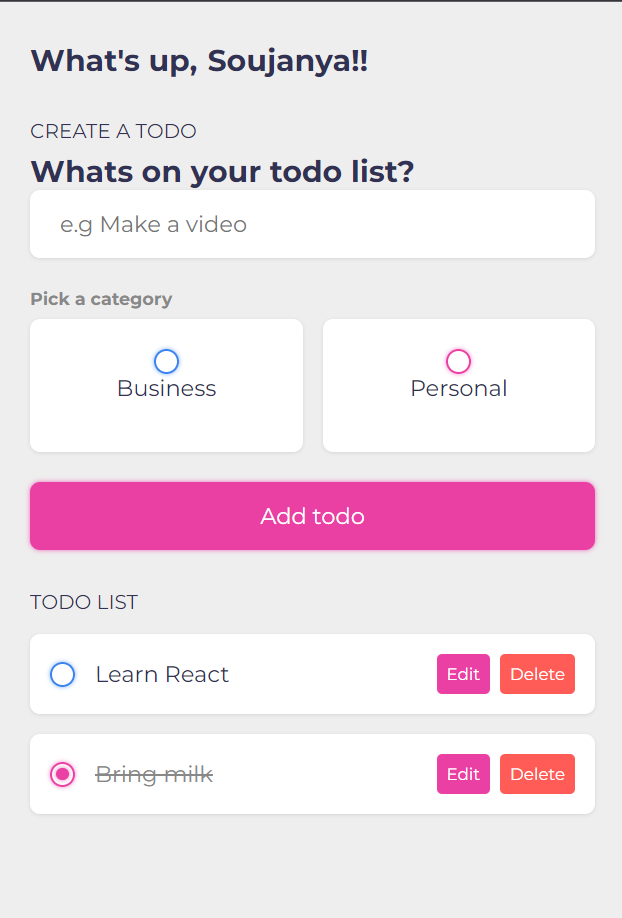 What's up, Soujanya!!
CREATE A TODO
Whats on your todo list?
e.g Make a video
Pick a category
Business Personal
Add todo
TODO LIST
Learn React Edit Delete
Bring milk Edit Delete